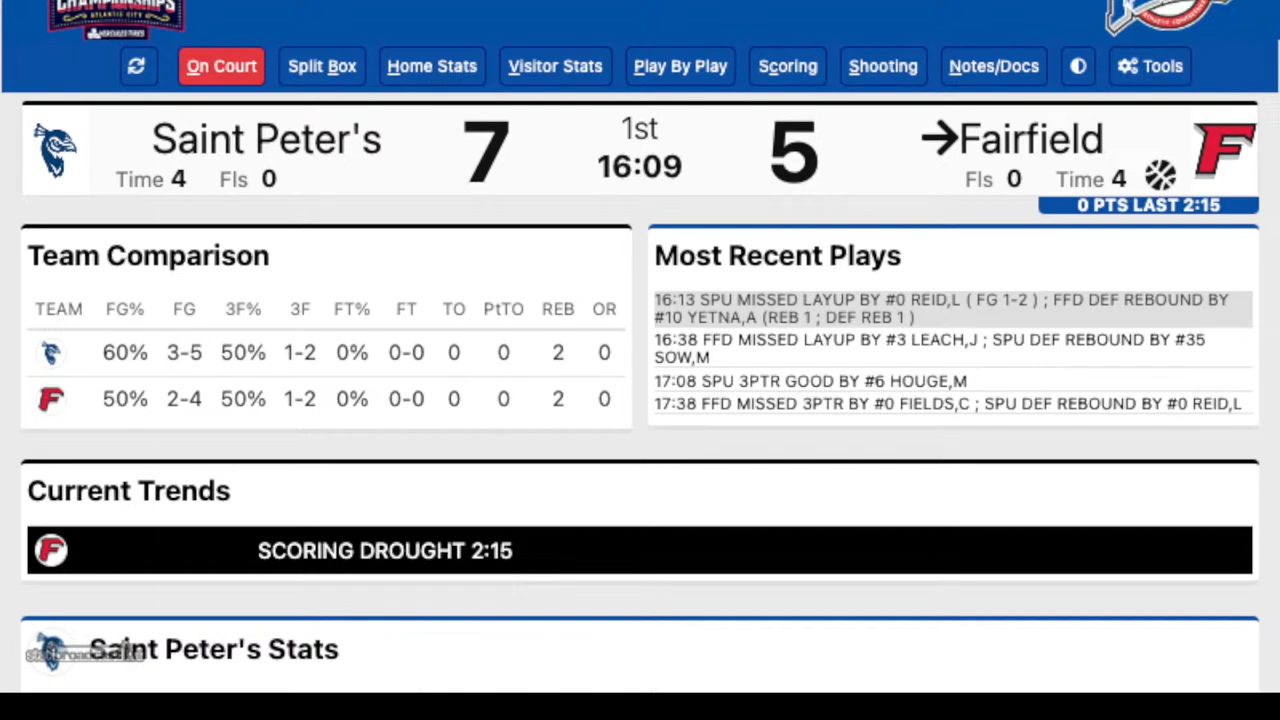 CHAMPIONSHIPS
ATLANTIC CITY
HERCULES TIRES
ATHLETIC CONFERENCE
On Court
Split Box
Home Stats
Visitor Stats
Play By Play
Scoring
Shooting
Notes/Docs
Tools
Saint Peter's 7 1st 5 →Fairfield F
16:09
Time 4 Fls 0 Fls 0 Time 4
0 PTS LAST 2:15
Team Comparison
TEAM FG% FG 3F% 3F FT% FT TO PtTO REB OR
60% 3-5 50% 1-2 0% 0-0 0 0 2 0
F 50% 2-4 50% 1-2 0% 0-0 0 0 2 0
Most Recent Plays
16:13 SPU MISSED LAYUP BY #0 REID,L ( FG 1-2 ) ; FFD DEF REBOUND BY
#10 YETNA,A (REB 1 ; DEF REB 1 )
16:38 FFD MISSED LAYUP BY #3 LEACH,J ; SPU DEF REBOUND BY #35
SOW,M
17:08 SPU 3PTR GOOD BY #6 HOUGE,M
17:38 FFD MISSED 3PTR BY #0 FIELDS,C ; SPU DEF REBOUND BY #0 REID,L
Current Trends
F SCORING DROUGHT 2:15
Saint Peter's Stats